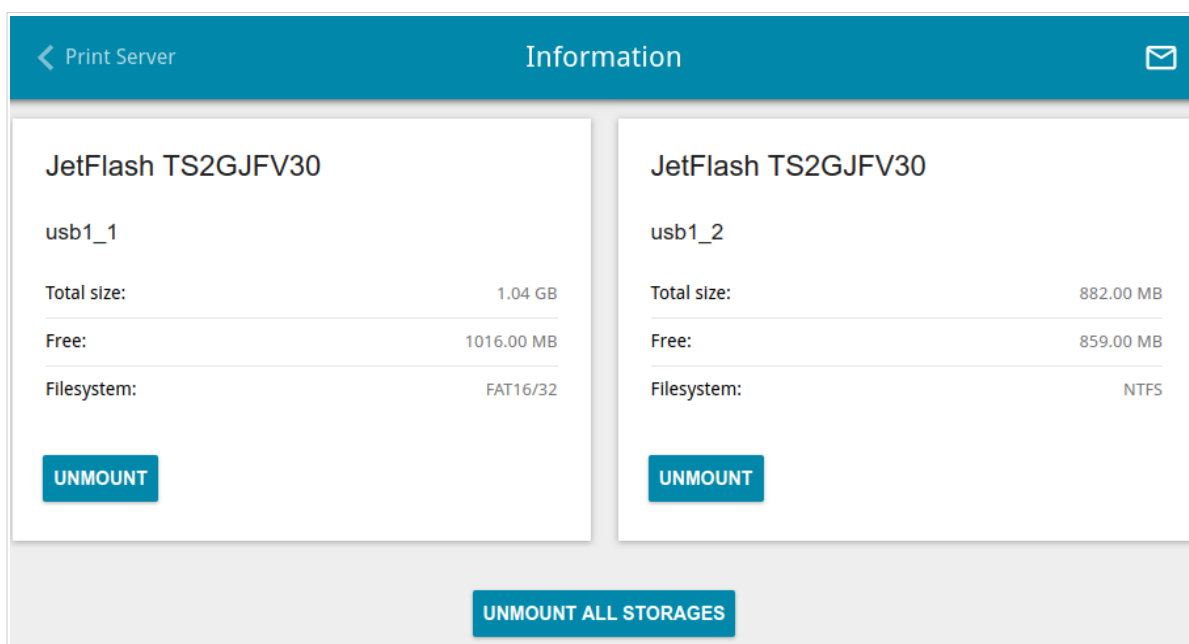 Print Server
Information
JetFlash TS2GJFV30
usb1_1
Total size: 1.04 GB
Free: 1016.00 MB
Filesystem: FAT16/32
UNMOUNT
JetFlash TS2GJFV30
usb1_2
Total size: 882.00 MB
Free: 859.00 MB
Filesystem: NTFS
UNMOUNT
UNMOUNT ALL STORAGES